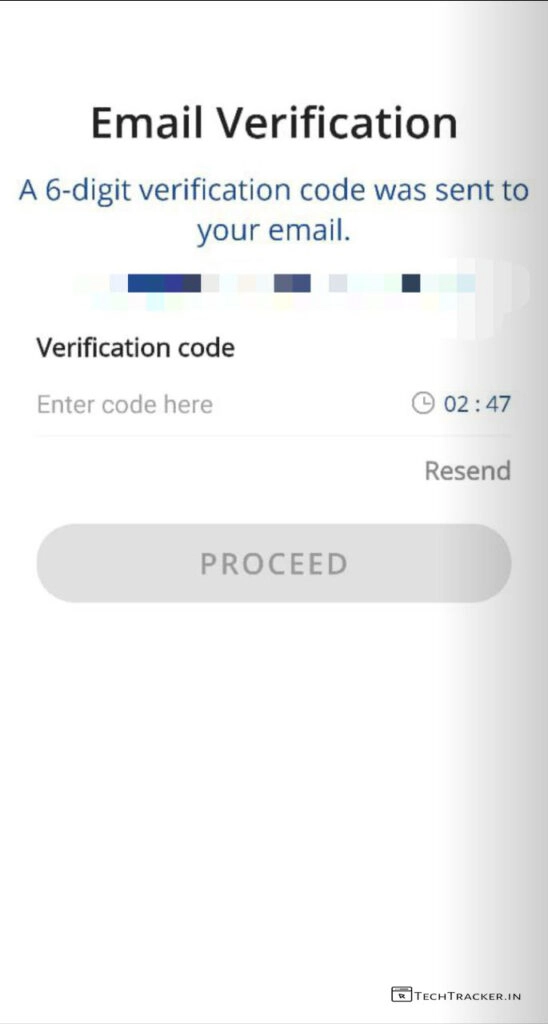 Email Verification
A 6-digit verification code was sent to
your email.
Verification code
Enter code here 02 : 47
Resend
PROCEED
TECHTRACKER.IN